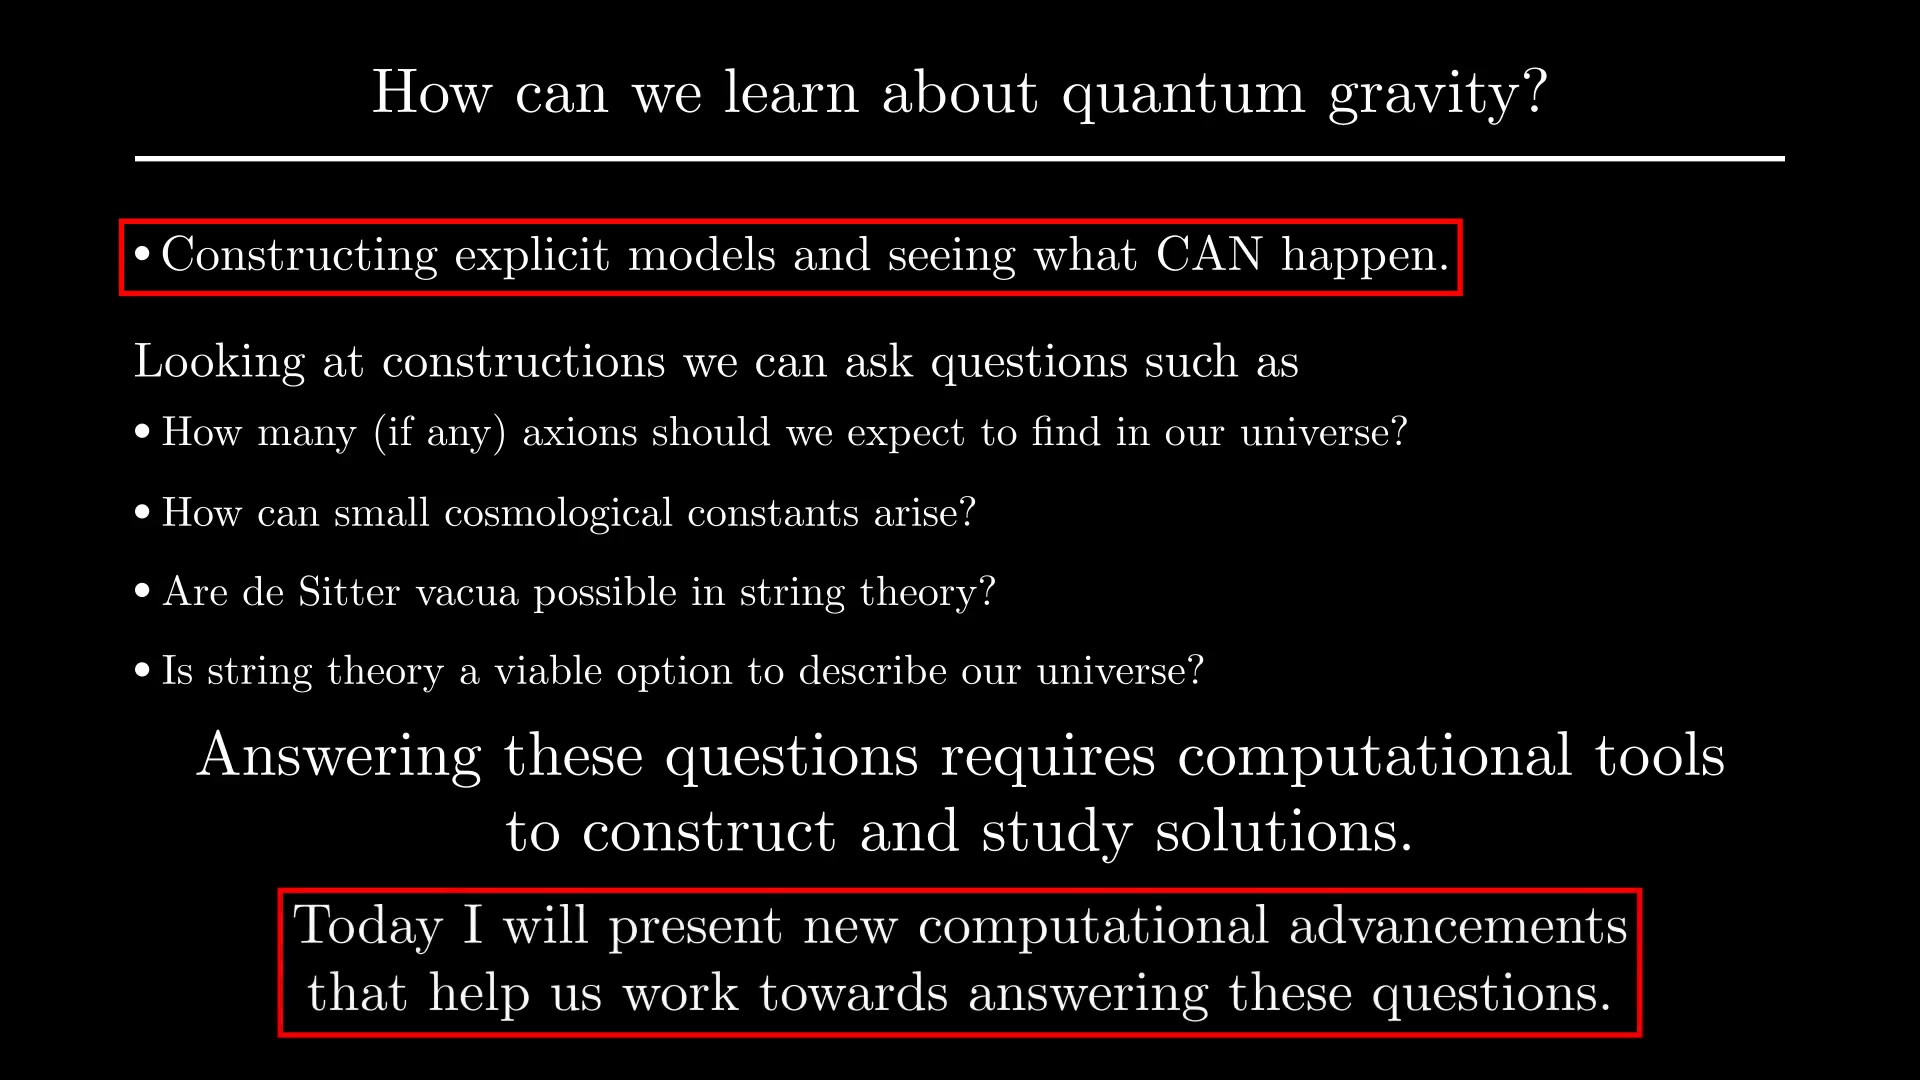 How can we learn about quantum gravity?
• Constructing explicit models and seeing what CAN happen.
Looking at constructions we can ask questions such as
• How many (if any) axions should we expect to find in our universe?
• How can small cosmological constants arise?
• Are de Sitter vacua possible in string theory?
• Is string theory a viable option to describe our universe?
Answering these questions requires computational tools
to construct and study solutions.
Today I will present new computational advancements
that help us work towards answering these questions.